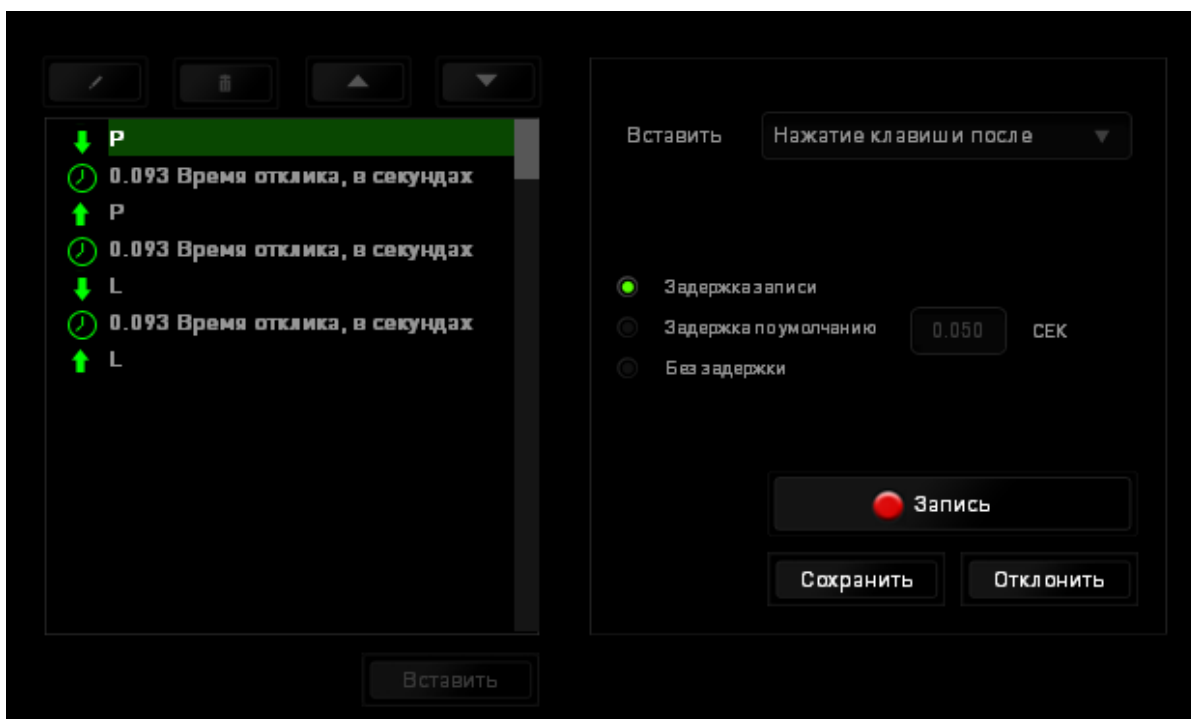 P
0.093 Время отклика, в секундах
P
0.093 Время отклика, в секундах
L
0.093 Время отклика, в секундах
L
Вставить
Вставить Нажатие клавиши после
Задержка записи
Задержка по умолчанию 0.050 СЕК
Без задержки
Запись
Сохранить Отклонить